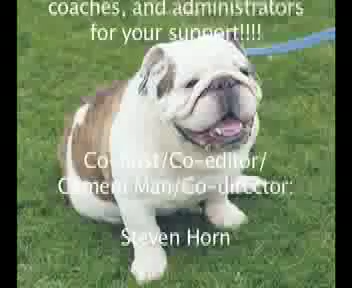 coaches, and administrators
for your support!!!!
Co-host/Co-editor/
Camera Man/Co-director:
Steven Horn